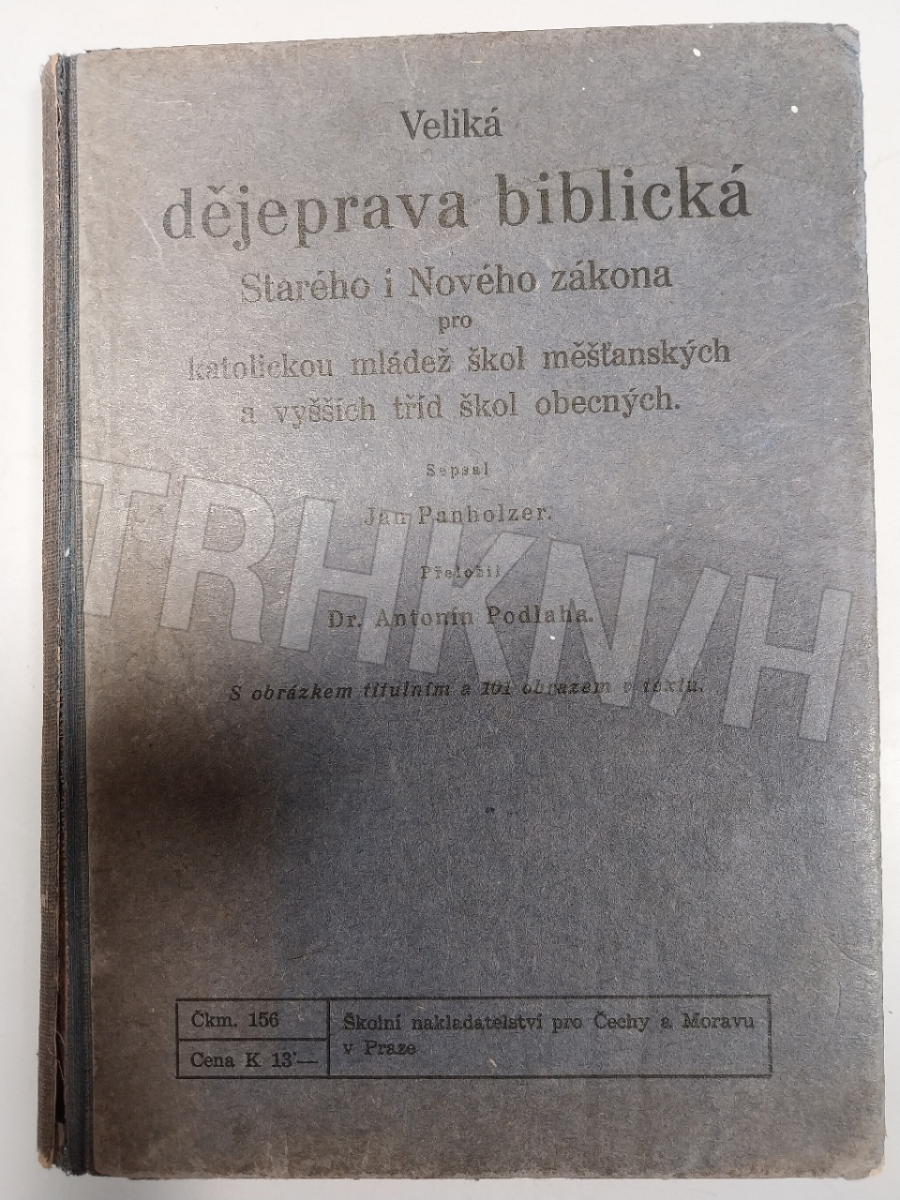 Veliká
dějeprava biblická
Starého i Nového zákona
pro
katolickou mládež škol měšťanských
a vyšších tříd škol obecných.
Sepsal
Jan Panholzer.
Přeložil
Dr. Antonín Podlaha.
S obrázkem titulním a 101 obrazem v textu.
TRHKNIH
Čkm. 156
Cena K 13·—
Školní nakladatelství pro Čechy a Moravu
v Praze